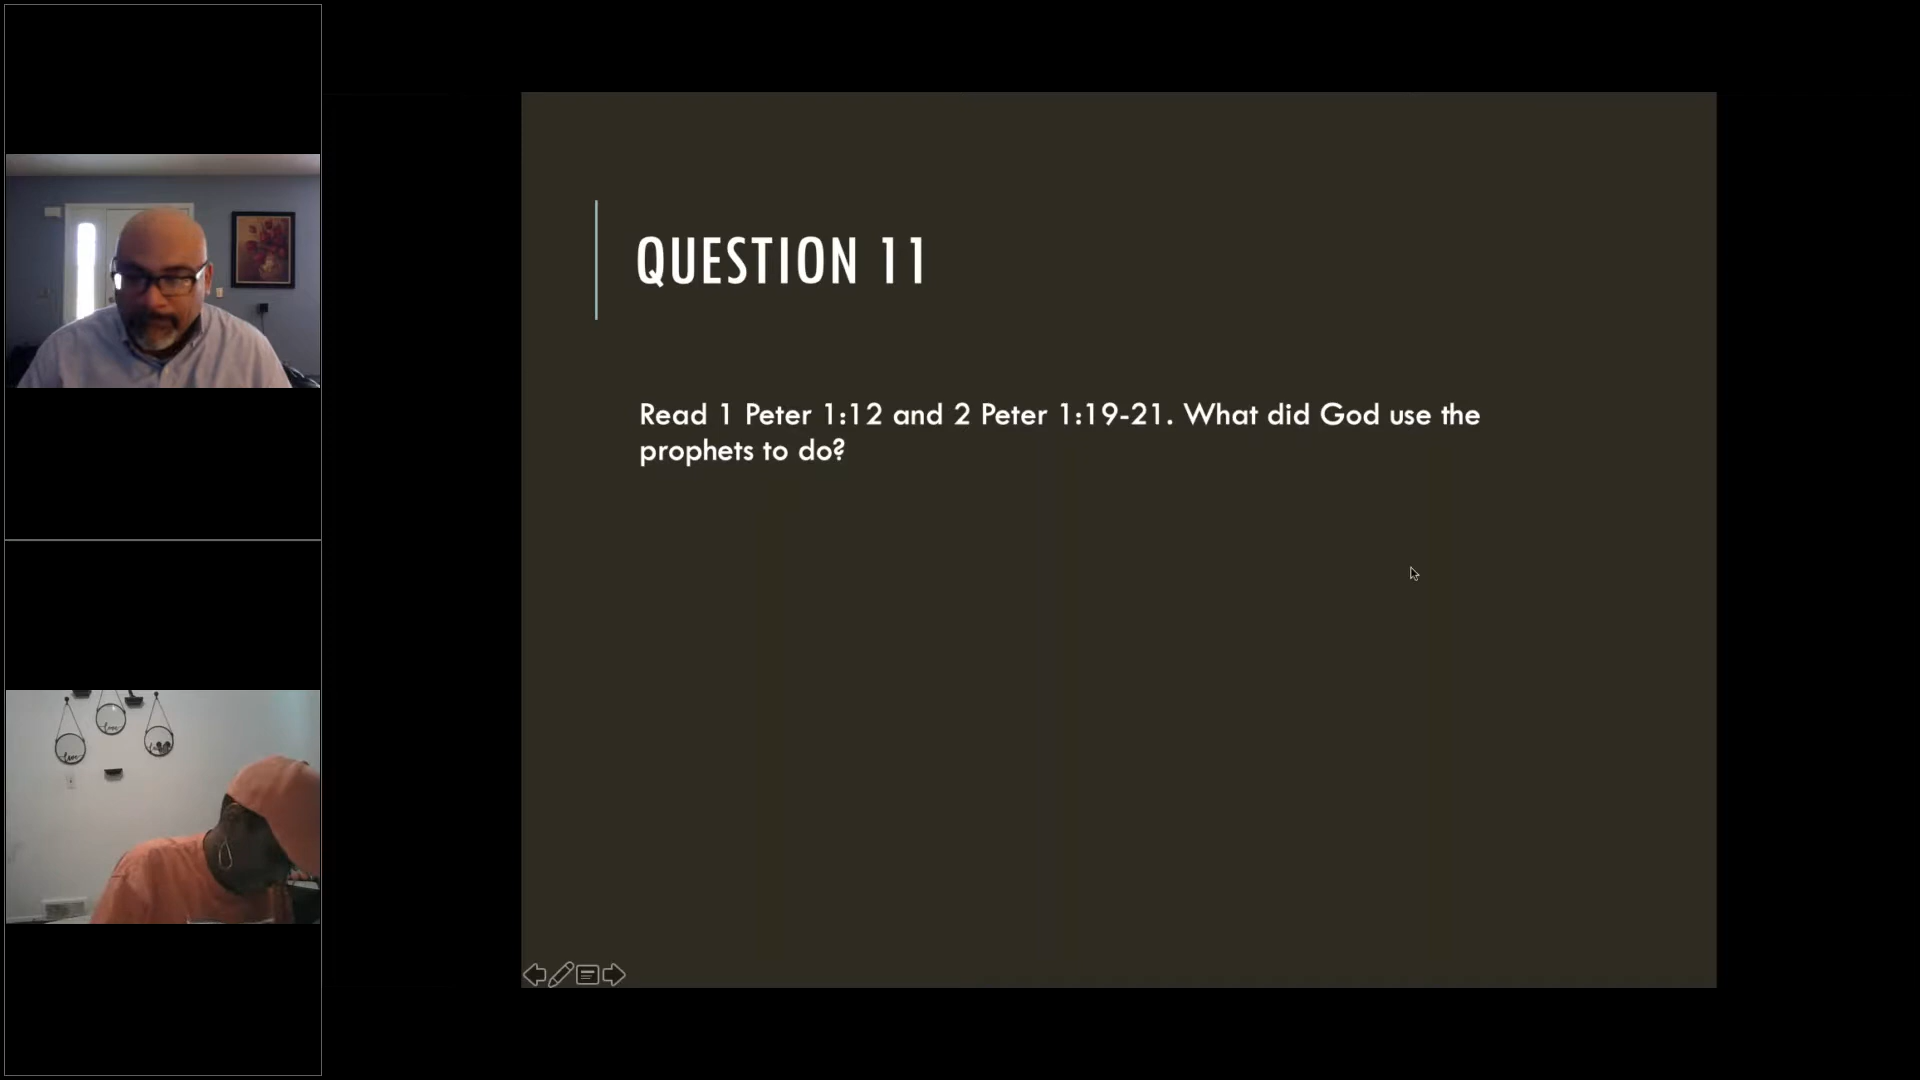 QUESTION 11
Read 1 Peter 1:12 and 2 Peter 1:19-21. What did God use the
prophets to do?